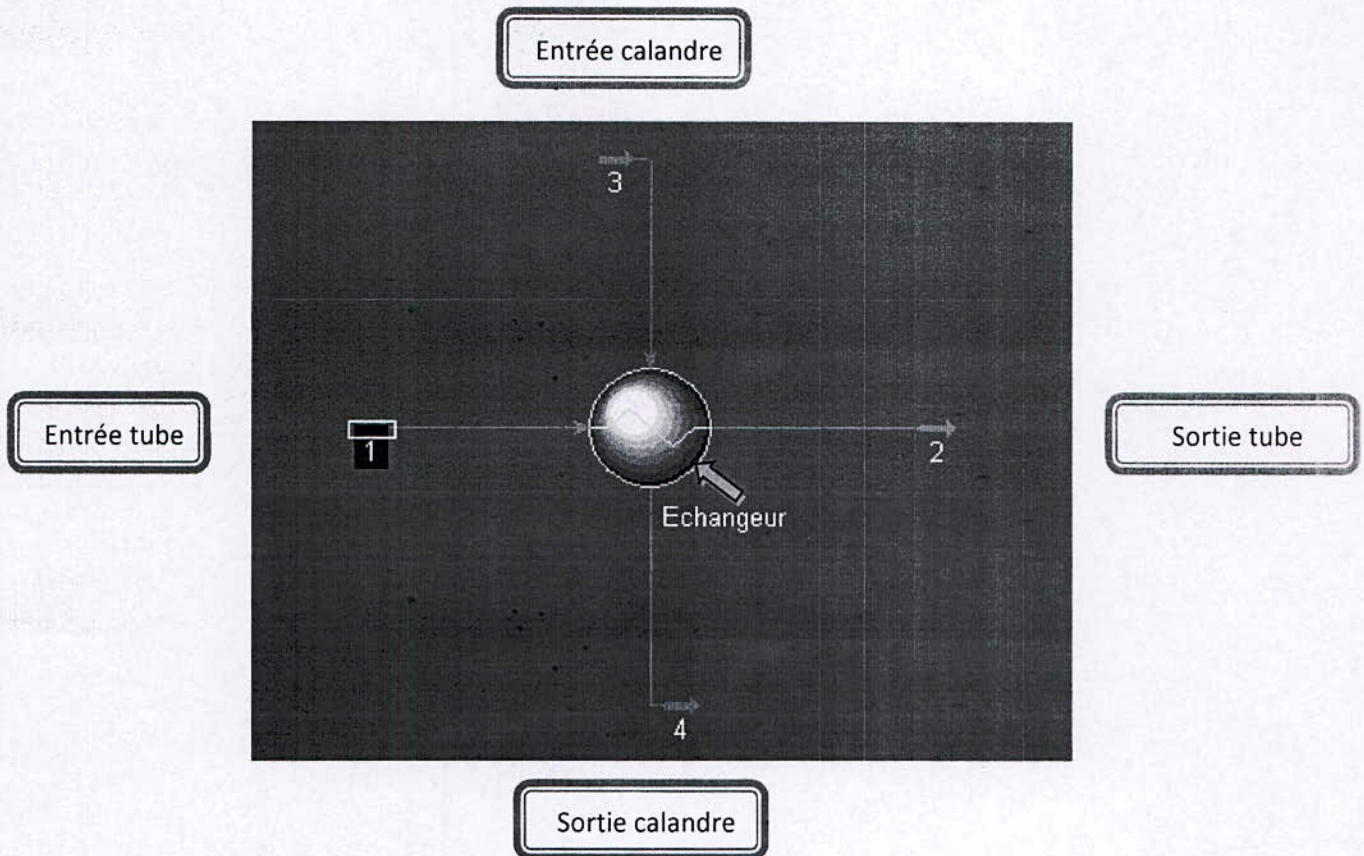 Entrée calandre
3
Entrée tube
1
2
Sortie tube
Echangeur
4
Sortie calandre